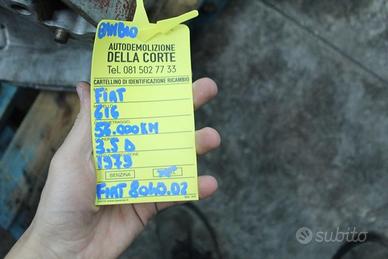 CAMBIO
AUTODEMOLIZIONE
DELLA CORTE
Tel. 081 502 77 33
CARTELLINO DI IDENTIFICAZIONE RICAMBIO
FIAT
616
56.000 KM
3.5 D
1979
BENZINA
FIAT 8040.02
subito